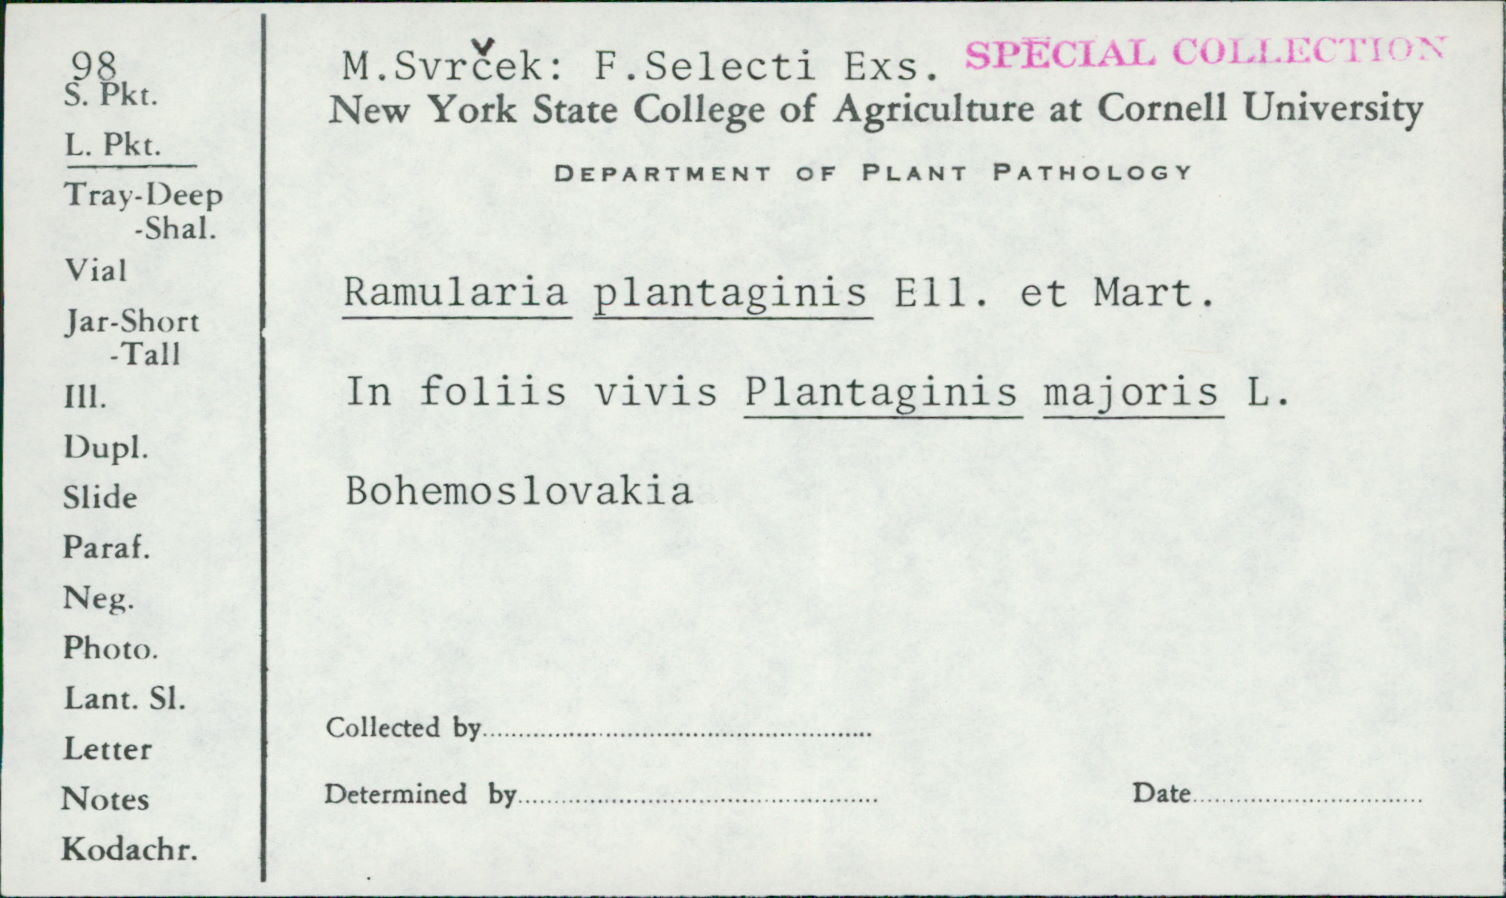 98
S. Pkt.
L. Pkt.
Tray-Deep
-Shal.
Vial
Jar-Short
-Tall
Ill.
Dupl.
Slide
Paraf.
Neg.
Photo.
Lant. Sl.
Letter
Notes
Kodachr.
M.Svrček: F.Selecti Exs. SPECIAL COLLECTION
New York State College of Agriculture at Cornell University
DEPARTMENT OF PLANT PATHOLOGY
Ramularia plantaginis Ell. et Mart.
In foliis vivis Plantaginis majoris L.
Bohemoslovakia
Collected by
Determined by Date